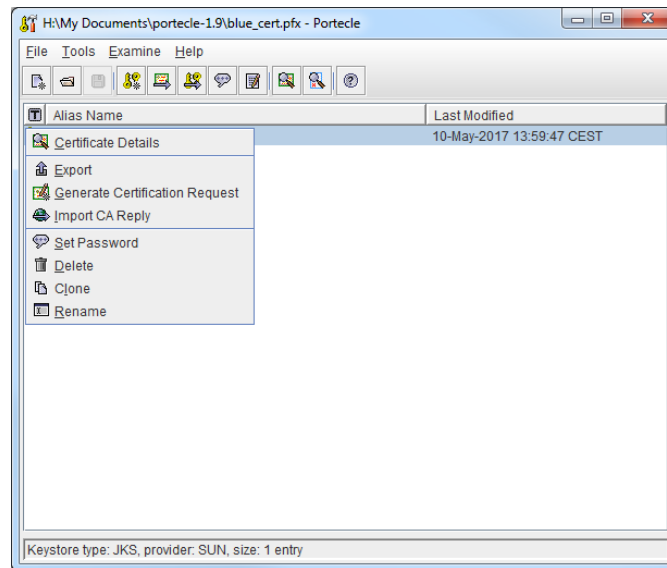 H:\My Documents\portecle-1.9\blue_cert.pfx - Portecle
File Tools Examine Help
T Alias Name Last Modified
10-May-2017 13:59:47 CEST
Certificate Details
Export
Generate Certification Request
Import CA Reply
Set Password
Delete
Clone
Rename
Keystore type: JKS, provider: SUN, size: 1 entry